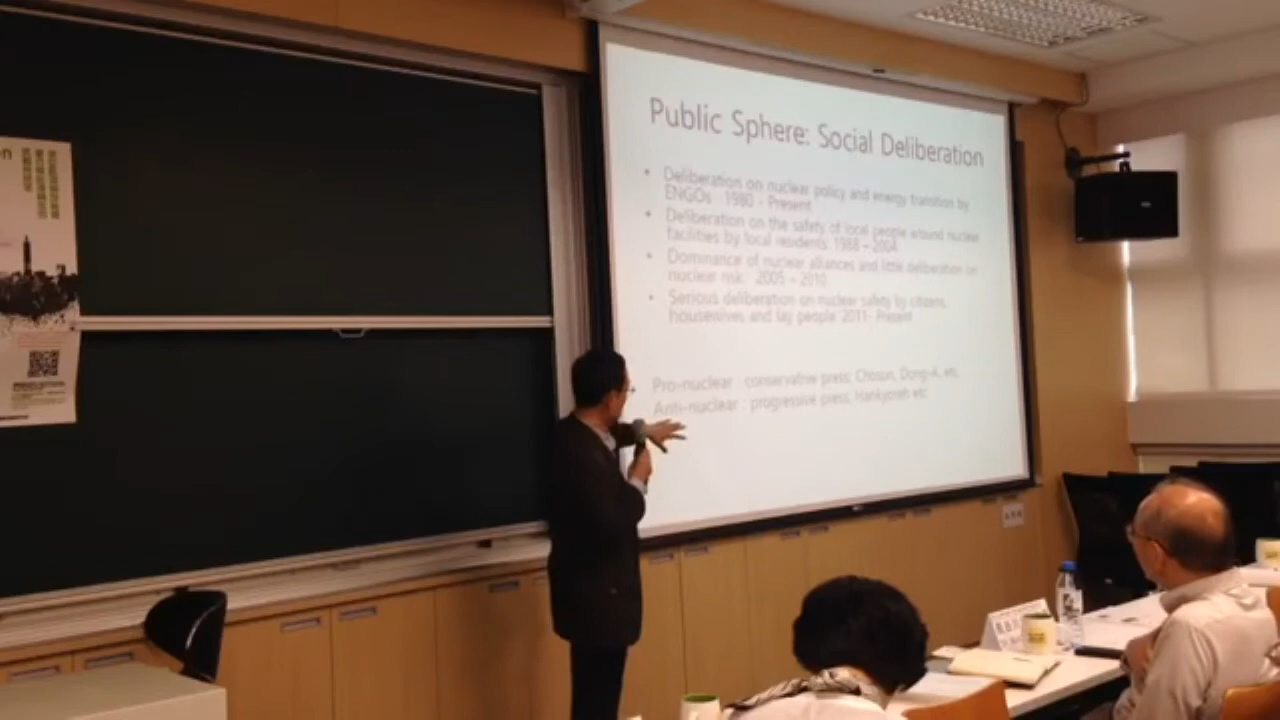 Public Sphere: Social Deliberation
• Deliberation on nuclear policy and energy transition by
ENGOs 1980 - Present
• Deliberation on the safety of local people around nuclear
facilities by local residents: 1988 – 2004
• Dominance of nuclear alliances and little deliberation on
nuclear risk: 2005 – 2010
• Serious deliberation on nuclear safety by citizens,
housewives and lay people: 2011- Present
Pro-nuclear : conservative press; Chosun, Dong-A, etc.
Anti-nuclear : progressive press; Hankyoreh etc